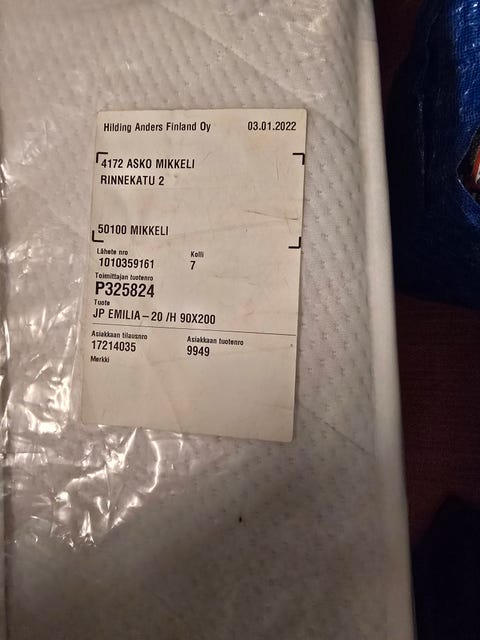 Hilding Anders Finland Oy 03.01.2022
4172 ASKO MIKKELI
RINNEKATU 2
50100 MIKKELI
Lähete nro Kolli
1010359161 7
Toimittajan tuotenro
P325824
Tuote
JP EMILIA-20 /H 90X200
Asiakkaan tilausnro Asiakkaan tuotenro
17214035 9949
Merkki